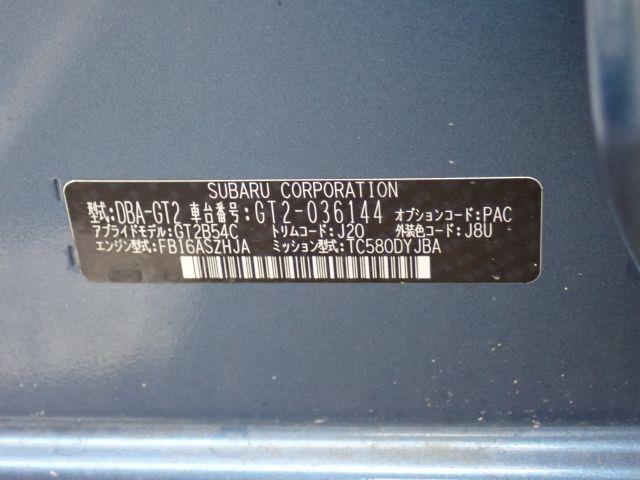 SUBARU CORPORATION
型式:DBA-GT2 車台番号:GT2-036144 オプションコード:PAC
アプライドモデル:GT2B54C トリムコード:J20 外装色コード:J8U
エンジン型式:FB16ASZHJA ミッション型式:TC580DYJBA